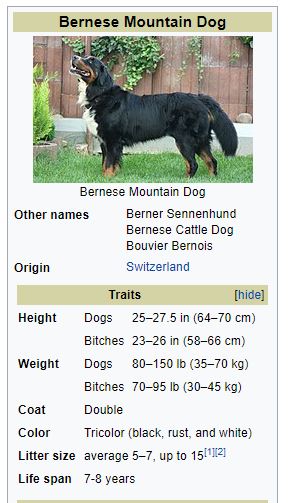 Bernese Mountain Dog
Bernese Mountain Dog
Other names Berner Sennenhund
Bernese Cattle Dog
Bouvier Bernois
Origin Switzerland
Traits [hide]
Height Dogs 25–27.5 in (64–70 cm)
Bitches 23–26 in (58–66 cm)
Weight Dogs 80–150 lb (35–70 kg)
Bitches 70–95 lb (30–45 kg)
Coat Double
Color Tricolor (black, rust, and white)
Litter size average 5–7, up to 15[1][2]
Life span 7-8 years